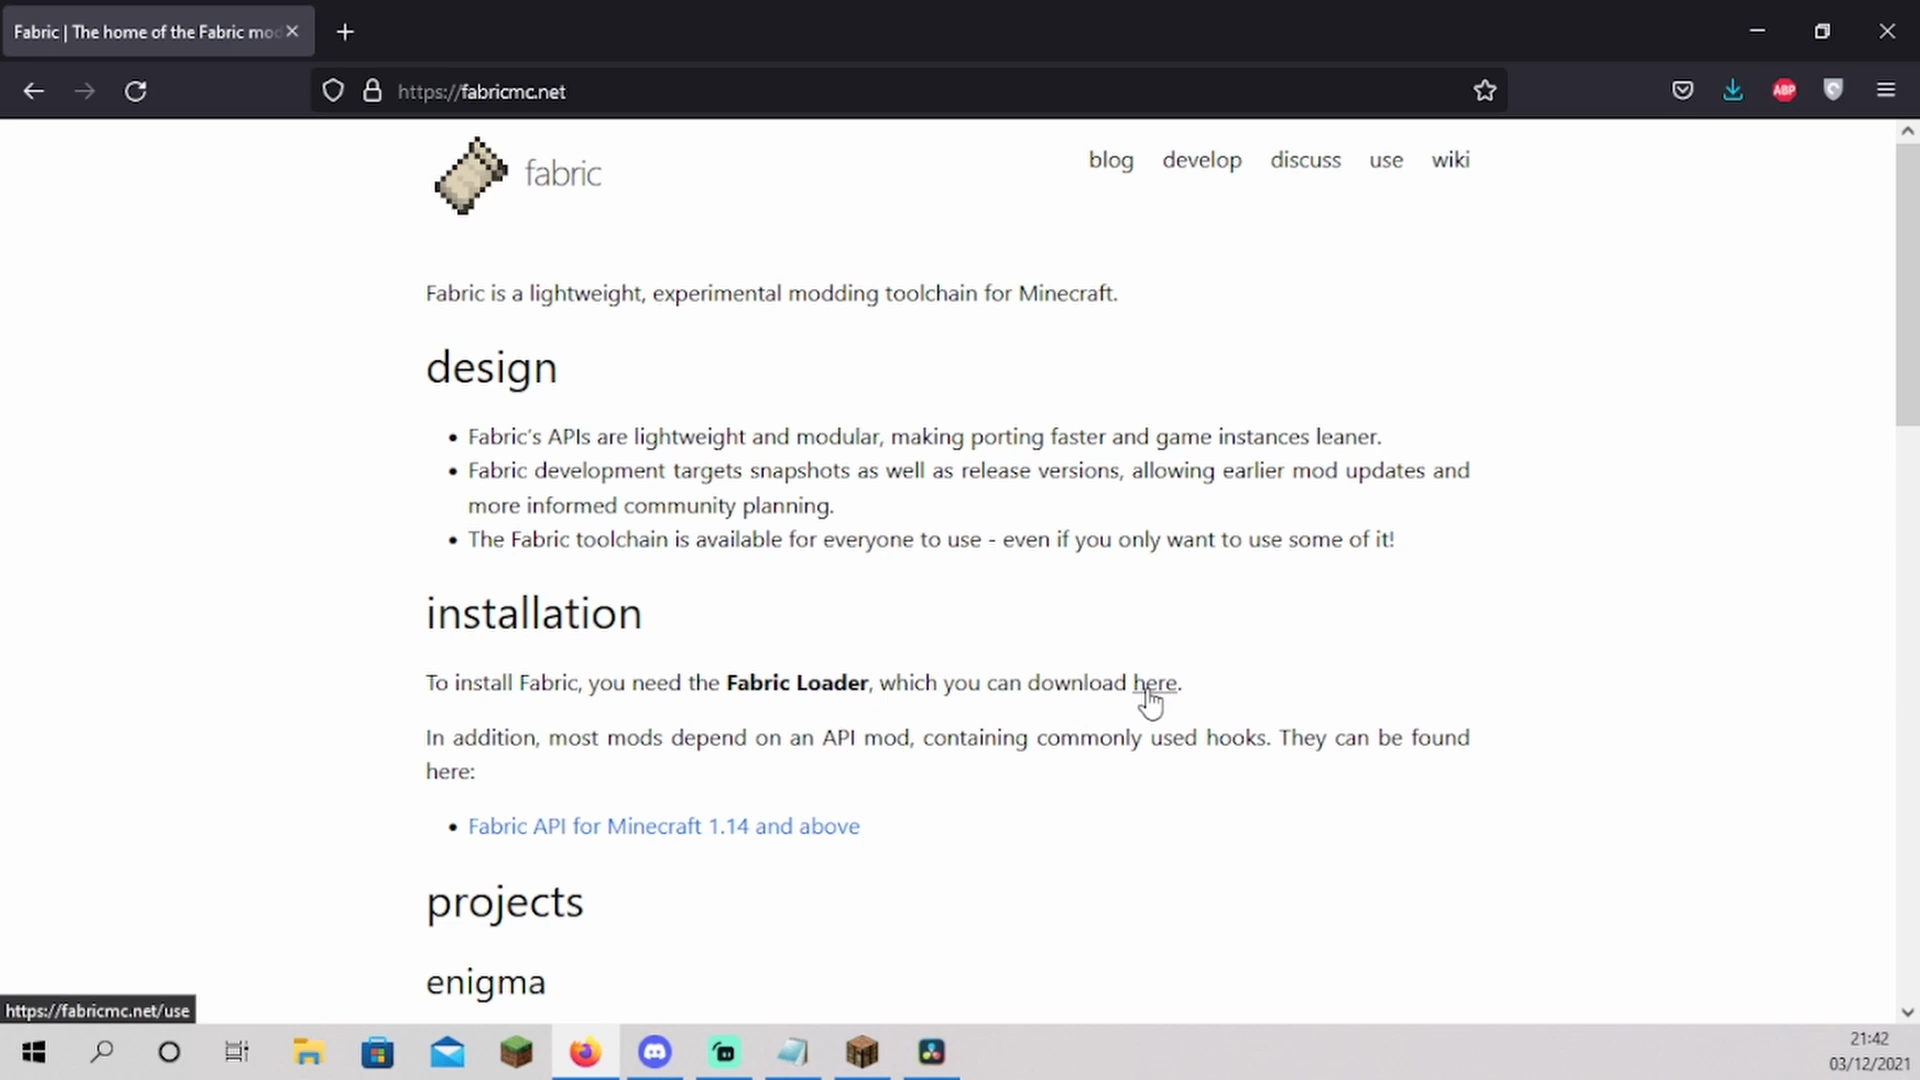 Fabric | The home of the Fabric mod
https://fabricmc.net
ABP
fabric
blog develop discuss use wiki
Fabric is a lightweight, experimental modding toolchain for Minecraft.
design
• Fabric's APIs are lightweight and modular, making porting faster and game instances leaner.
• Fabric development targets snapshots as well as release versions, allowing earlier mod updates and
more informed community planning.
• The Fabric toolchain is available for everyone to use - even if you only want to use some of it!
installation
To install Fabric, you need the Fabric Loader, which you can download here.
In addition, most mods depend on an API mod, containing commonly used hooks. They can be found
here:
• Fabric API for Minecraft 1.14 and above
projects
enigma
https://fabricmc.net/use
21:42
03/12/2021